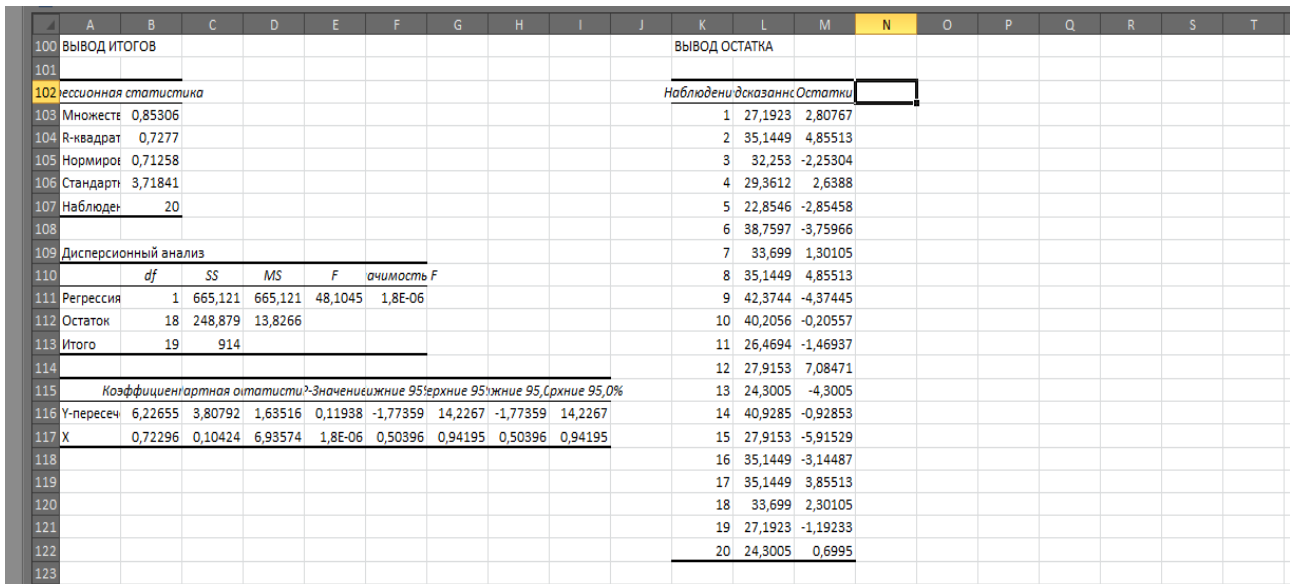 A B C D E F G H I J K L M N O P Q R S T
100 ВЫВОД ИТОГОВ ВЫВОД ОСТАТКА
101
102 рессионная статистика Наблюдени дсказанно Остатки
103 Множеств 0,85306 1 27,1923 2,80767
104 R-квадрат 0,7277 2 35,1449 4,85513
105 Нормиров 0,71258 3 32,253 -2,25304
106 Стандартн 3,71841 4 29,3612 2,6388
107 Наблюден 20 5 22,8546 -2,85458
108 6 38,7597 -3,75966
109 Дисперсионный анализ 7 33,699 1,30105
110 df SS MS F ачимость F 8 35,1449 4,85513
111 Регрессия 1 665,121 665,121 48,1045 1,8E-06 9 42,3744 -4,37445
112 Остаток 18 248,879 13,8266 10 40,2056 -0,20557
113 Итого 19 914 11 26,4694 -1,46937
114 12 27,9153 7,08471
115 Коэффициен артная о татисти Р-Значение ижние 95 ерхние 95 жние 95,0 рхние 95,0% 13 24,3005 -4,3005
116 Y-пересеч 6,22655 3,80792 1,63516 0,11938 -1,77359 14,2267 -1,77359 14,2267 14 40,9285 -0,92853
117 X 0,72296 0,10424 6,93574 1,8E-06 0,50396 0,94195 0,50396 0,94195 15 27,9153 -5,91529
118 16 35,1449 -3,14487
119 17 35,1449 3,85513
120 18 33,699 2,30105
121 19 27,1923 -1,19233
122 20 24,3005 0,6995
123